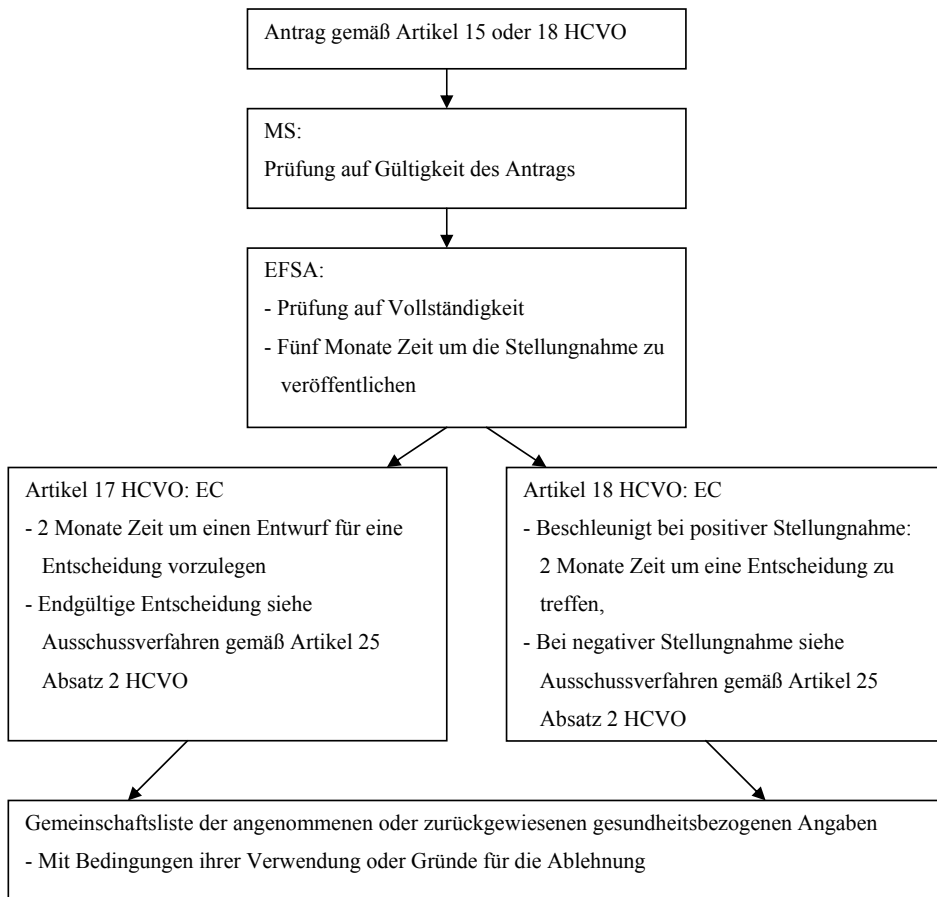 Antrag gemäß Artikel 15 oder 18 HCVO
MS:
Prüfung auf Gültigkeit des Antrags
EFSA:
- Prüfung auf Vollständigkeit
- Fünf Monate Zeit um die Stellungnahme zu
veröffentlichen
Artikel 17 HCVO: EC
- 2 Monate Zeit um einen Entwurf für eine
Entscheidung vorzulegen
- Endgültige Entscheidung siehe
Ausschussverfahren gemäß Artikel 25
Absatz 2 HCVO
Artikel 18 HCVO: EC
- Beschleunigt bei positiver Stellungnahme:
2 Monate Zeit um eine Entscheidung zu
treffen,
- Bei negativer Stellungnahme siehe
Ausschussverfahren gemäß Artikel 25
Absatz 2 HCVO
Gemeinschaftsliste der angenommenen oder zurückgewiesenen gesundheitsbezogenen Angaben
- Mit Bedingungen ihrer Verwendung oder Gründe für die Ablehnung